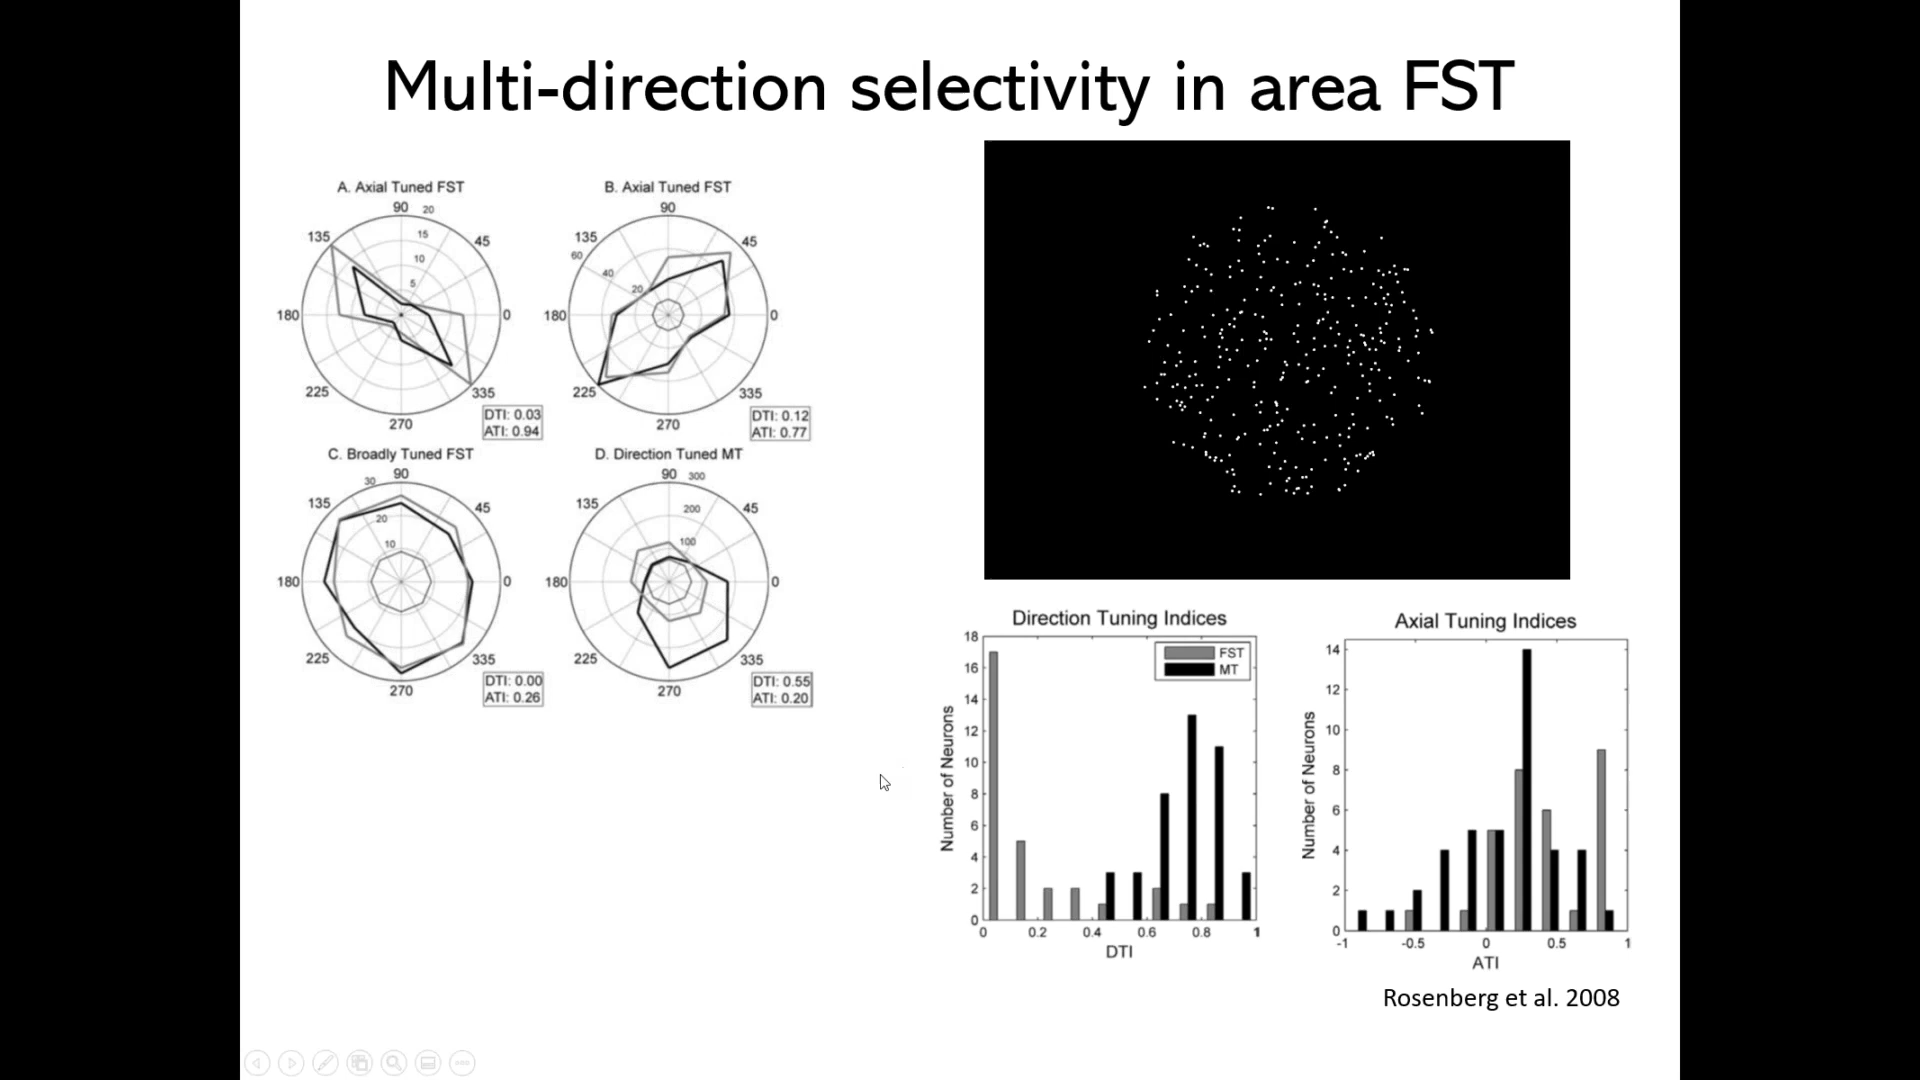 Multi-direction selectivity in area FST
A. Axial Tuned FST
90
20
15
10
5
135
45
180
0
225
335
270
DTI: 0.03
ATI: 0.94
B. Axial Tuned FST
90
135
45
60
40
20
180
0
225
335
270
DTI: 0.12
ATI: 0.77
C. Broadly Tuned FST
90
30
20
10
135
45
180
0
225
335
270
DTI: 0.00
ATI: 0.26
D. Direction Tuned MT
90
300
200
100
135
45
180
0
225
335
270
DTI: 0.55
ATI: 0.20
Direction Tuning Indices
FST
MT
Number of Neurons
18
16
14
12
10
8
6
4
2
0
0 0.2 0.4 0.6 0.8 1
DTI
Axial Tuning Indices
Number of Neurons
14
12
10
8
6
4
2
0
-1 -0.5 0 0.5 1
ATI
Rosenberg et al. 2008